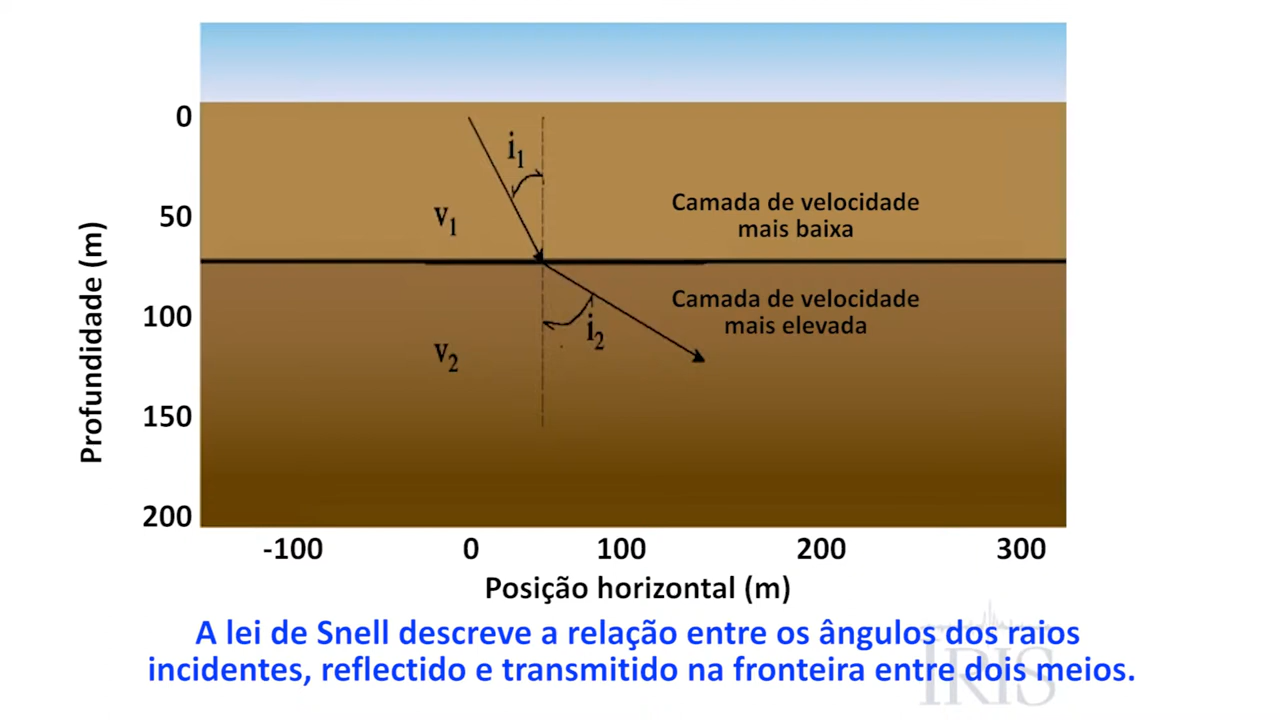 0
i1
Camada de velocidade
mais baixa
50
v1
Profundidade (m)
Camada de velocidade
mais elevada
100
i2
v2
150
200
-100 0 100 200 300
Posição horizontal (m)
A lei de Snell descreve a relação entre os ângulos dos raios
incidentes, reflectido e transmitido na fronteira entre dois meios.
IRIS